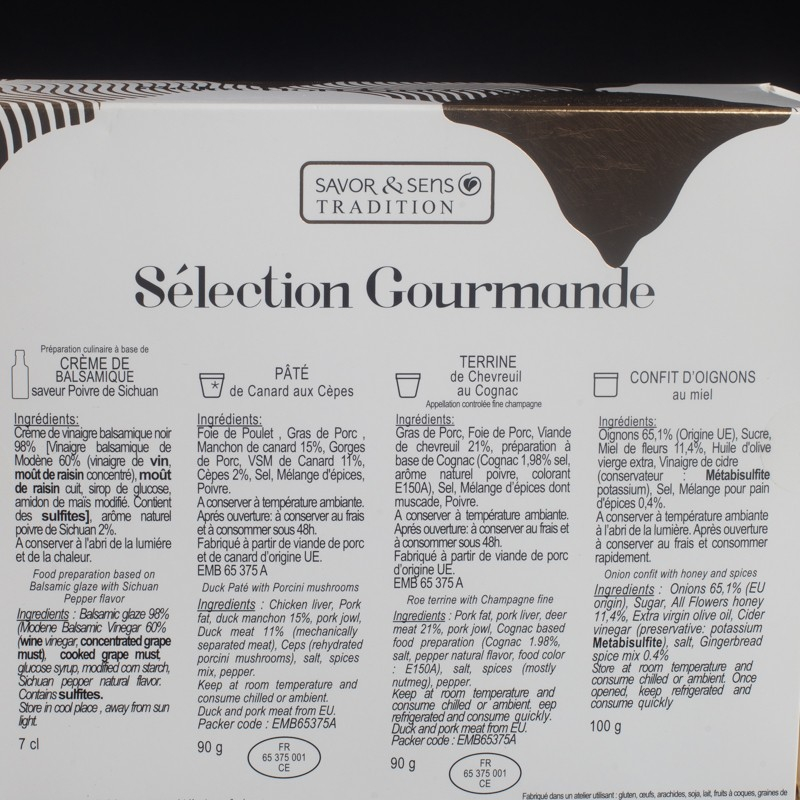 SAVOR & SENS
TRADITION
Sélection Gourmande
Préparation culinaire à base de
CRÈME DE
BALSAMIQUE
saveur Poivre de Sichuan
Ingrédients:
Crème de vinaigre balsamique noir
98% [Vinaigre balsamique de
Modène 60% (vinaigre de vin,
moût de raisin concentré), moût
de raisin cuit, sirop de glucose,
amidon de maïs modifié. Contient
des sulfites], arôme naturel
poivre de Sichuan 2%.
A conserver à l'abri de la lumiére
et de la chaleur.
Food preparation based on
Balsamic glaze with Sichuan
Pepper flavor
Ingredients : Balsamic glaze 98%
(Modene Balsamic Vinegar 60%
(wine vinegar, concentrated grape
must), cooked grape must,
glucose syrup, modified corn starch,
Sichuan pepper natural flavor.
Contains sulfites.
Store in cool place , away from sun
light.
7 cl
PÂTÉ
de Canard aux Cèpes
Ingrédients:
Foie de Poulet , Gras de Porc ,
Manchon de canard 15%, Gorges
de Porc, VSM de Canard 11%,
Cèpes 2%, Sel, Mélange d'épices,
Poivre.
A conserver à température ambiante.
Aprés ouverture: à conserver au frais
et à consommer sous 48h.
Fabriqué à partir de viande de porc
et de canard d'origine UE.
EMB 65 375 A
Duck Paté with Porcini mushrooms
Ingredients : Chicken liver, Pork
fat, duck manchon 15%, pork jowl,
Duck meat 11% (mechanically
separated meat), Ceps (rehydrated
porcini mushrooms), salt, spices
mix, pepper.
Keep at room temperature and
consume chilled or ambient.
Duck and pork meat from EU.
Packer code : EMB65375A
90 g
FR
65 375 001
CE
TERRINE
de Chevreuil
au Cognac
Appellation controlée fine champagne
Ingrédients:
Gras de Porc, Foie de Porc, Viande
de chevreuil 21%, préparation à
base de Cognac (Cognac 1,98% sel,
arôme naturel poivre, colorant
E150A), Sel, Mélange d'épices dont
muscade, Poivre.
A conserver à température ambiante.
Aprés ouverture: à conserver au frais et
à consommer sous 48h.
Fabriqué à partir de viande de porc
d'origine UE.
EMB 65 375 A
Roe terrine with Champagne fine
Ingredients : Pork fat, pork liver, deer
meat 21%, pork jowl, Cognac based
food preparation (Cognac 1.98%,
salt, pepper natural flavor, food color
: E150A), salt, spices (mostly
nutmeg), pepper.
Keep at room temperature and
consume chilled or ambient. eep
refrigerated and consume quickly.
Duck and pork meat from EU.
Packer code : EMB65375A
90 g
FR
65 375 001
CE
CONFIT D'OIGNONS
au miel
Ingrédients:
Oignons 65,1% (Origine UE), Sucre,
Miel de fleurs 11,4%, Huile d'olive
vierge extra, Vinaigre de cidre
(conservateur : Métabisulfite
potassium), Sel, Mélange pour pain
d'épices 0,4%.
A conserver à température ambiante
à l'abri de la lumière. Après ouverture
à conserver au frais et consommer
rapidement.
Onion confit with honey and spices
Ingredients : Onions 65,1% (EU
origin), Sugar, All Flowers honey
11,4%, Extra virgin olive oil, Cider
vinegar (preservative: potassium
Metabisulfite), salt, Gingerbread
spice mix 0.4%
Store at room temperature and
consume chilled or ambient. Once
opened, keep refrigerated and
consume quickly
100 g
Fabriqué dans un atelier utilisant : gluten, œufs, arachides, soja, lait, fruits à coques, graines de